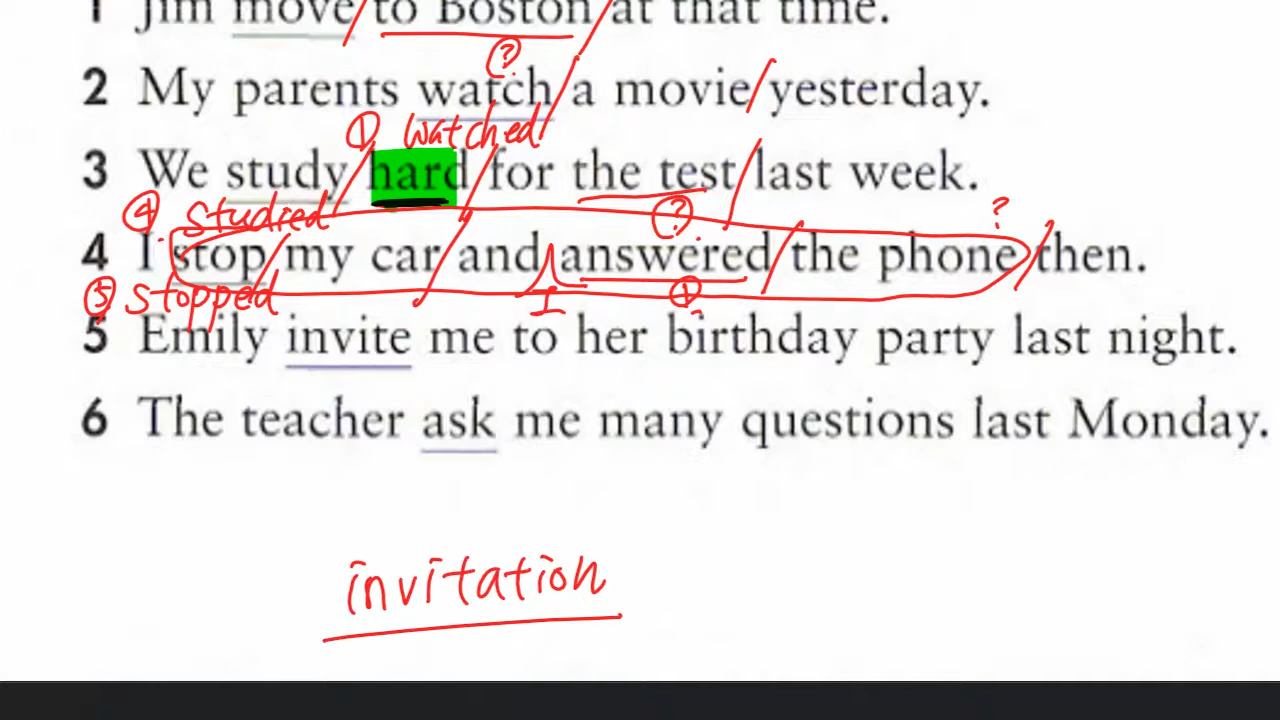 1 Jim move / to Boston / at that time.
?
2 My parents watch / a movie / yesterday.
① watched
3 We study / hard / for the test / last week.
④ studied ? ?
4 I stop / my car / and answered / the phone / then.
⑤ stopped I ①
5 Emily invite me to her birthday party last night.
6 The teacher ask me many questions last Monday.
invitation